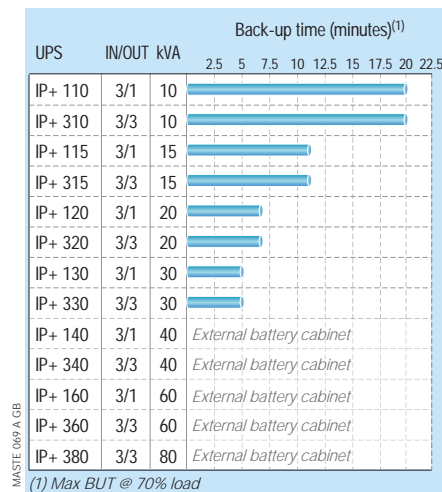 Back-up time (minutes)(1)
UPS IN/OUT kVA
2.5 5 7.5 10 12.5 15 17.5 20 22.5
IP+ 110 3/1 10
IP+ 310 3/3 10
IP+ 115 3/1 15
IP+ 315 3/3 15
IP+ 120 3/1 20
IP+ 320 3/3 20
IP+ 130 3/1 30
IP+ 330 3/3 30
IP+ 140 3/1 40 External battery cabinet
IP+ 340 3/3 40 External battery cabinet
IP+ 160 3/1 60 External battery cabinet
IP+ 360 3/3 60 External battery cabinet
IP+ 380 3/3 80 External battery cabinet
(1) Max BUT @ 70% load
MASTE 069 A GB